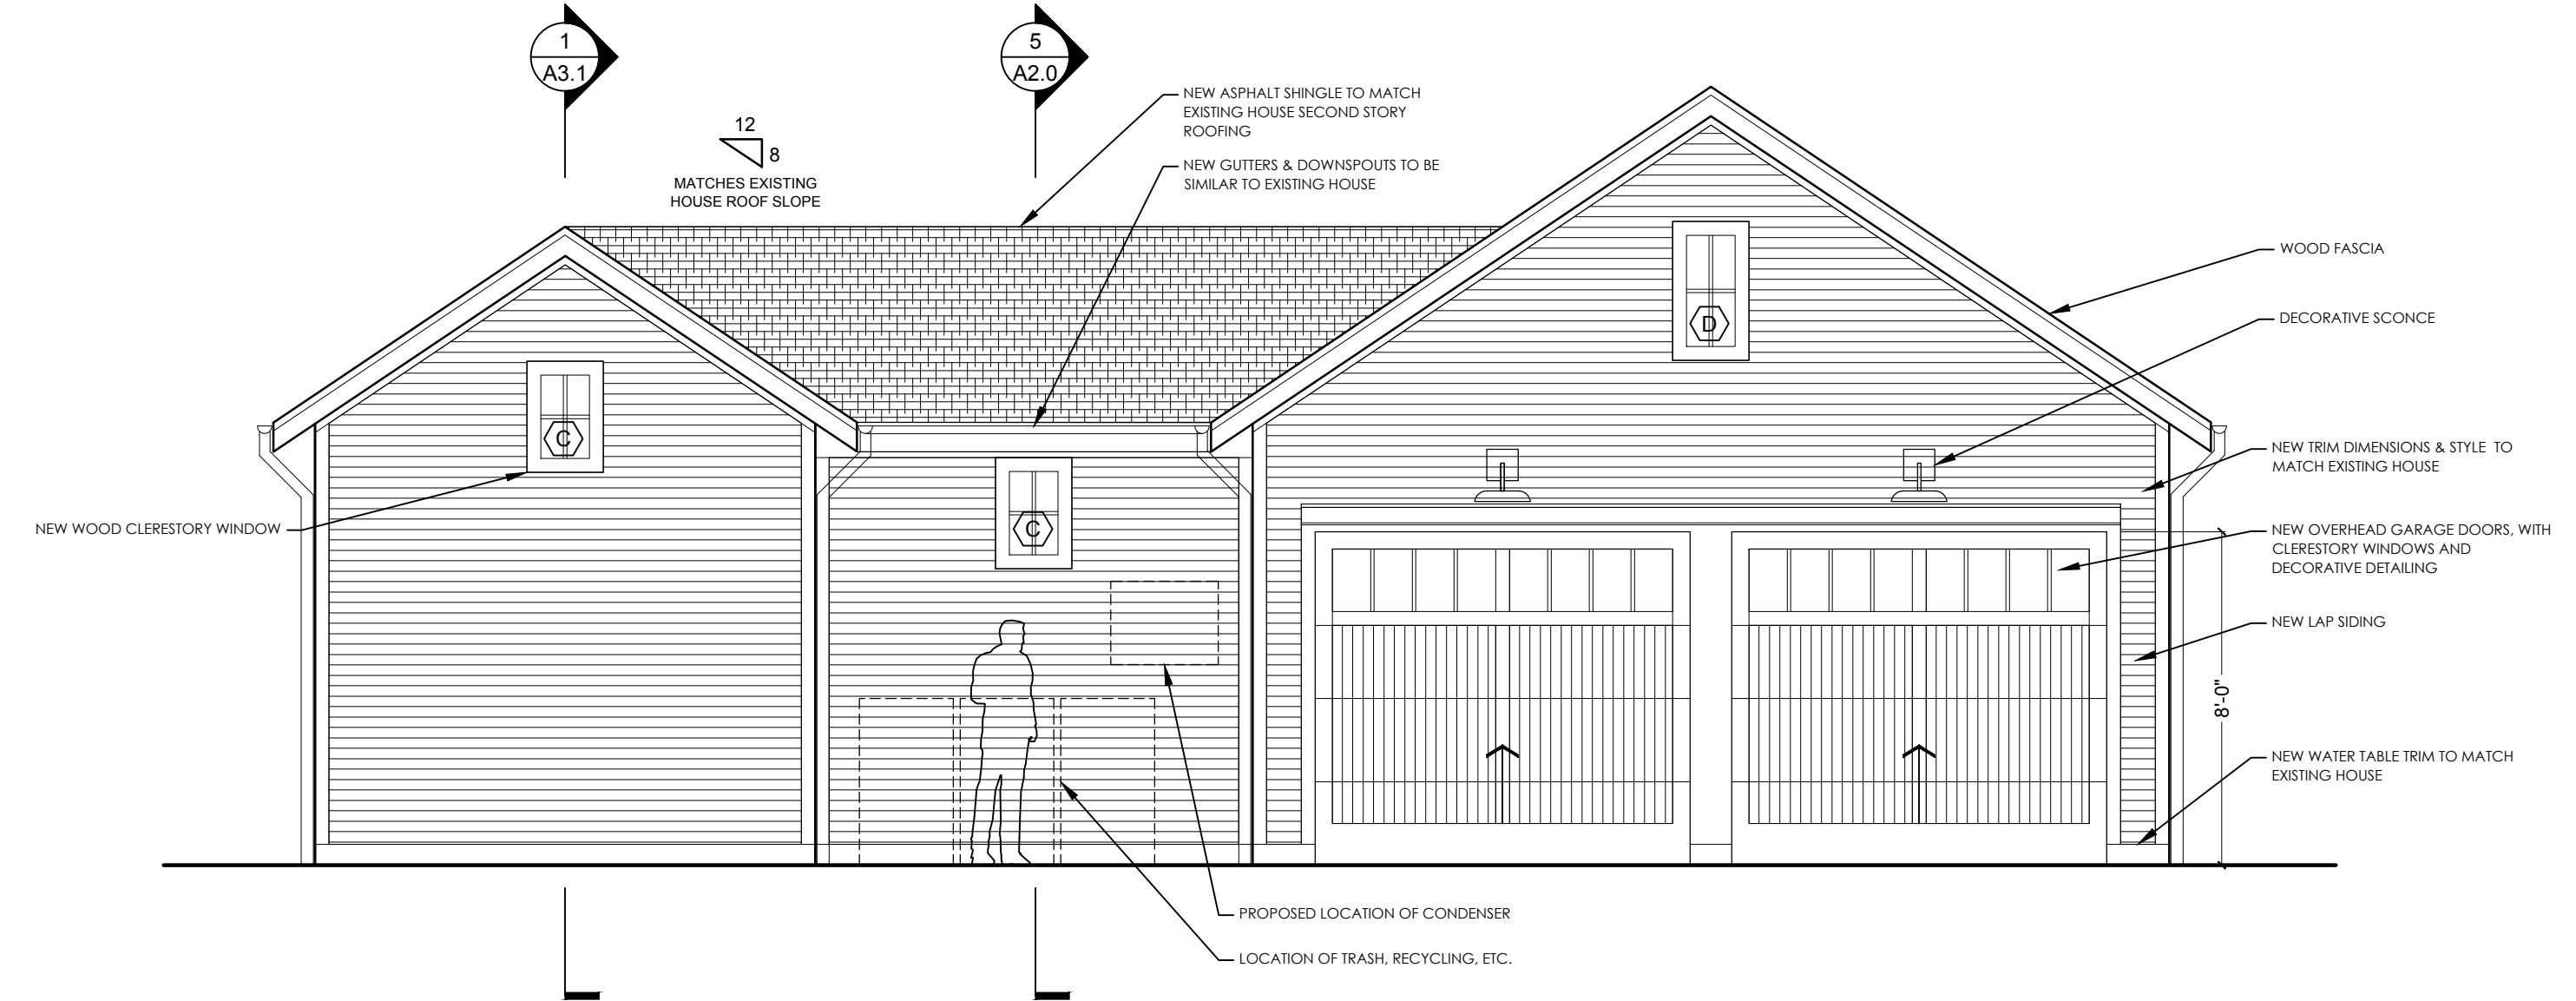 1
A3.1
5
A2.0
12
8
MATCHES EXISTING
HOUSE ROOF SLOPE
NEW ASPHALT SHINGLE TO MATCH
EXISTING HOUSE SECOND STORY
ROOFING
NEW GUTTERS & DOWNSPOUTS TO BE
SIMILAR TO EXISTING HOUSE
WOOD FASCIA
DECORATIVE SCONCE
D
C
C
NEW WOOD CLERESTORY WINDOW
NEW TRIM DIMENSIONS & STYLE TO
MATCH EXISTING HOUSE
NEW OVERHEAD GARAGE DOORS, WITH
CLERESTORY WINDOWS AND
DECORATIVE DETAILING
NEW LAP SIDING
8'-0"
NEW WATER TABLE TRIM TO MATCH
EXISTING HOUSE
PROPOSED LOCATION OF CONDENSER
LOCATION OF TRASH, RECYCLING, ETC.